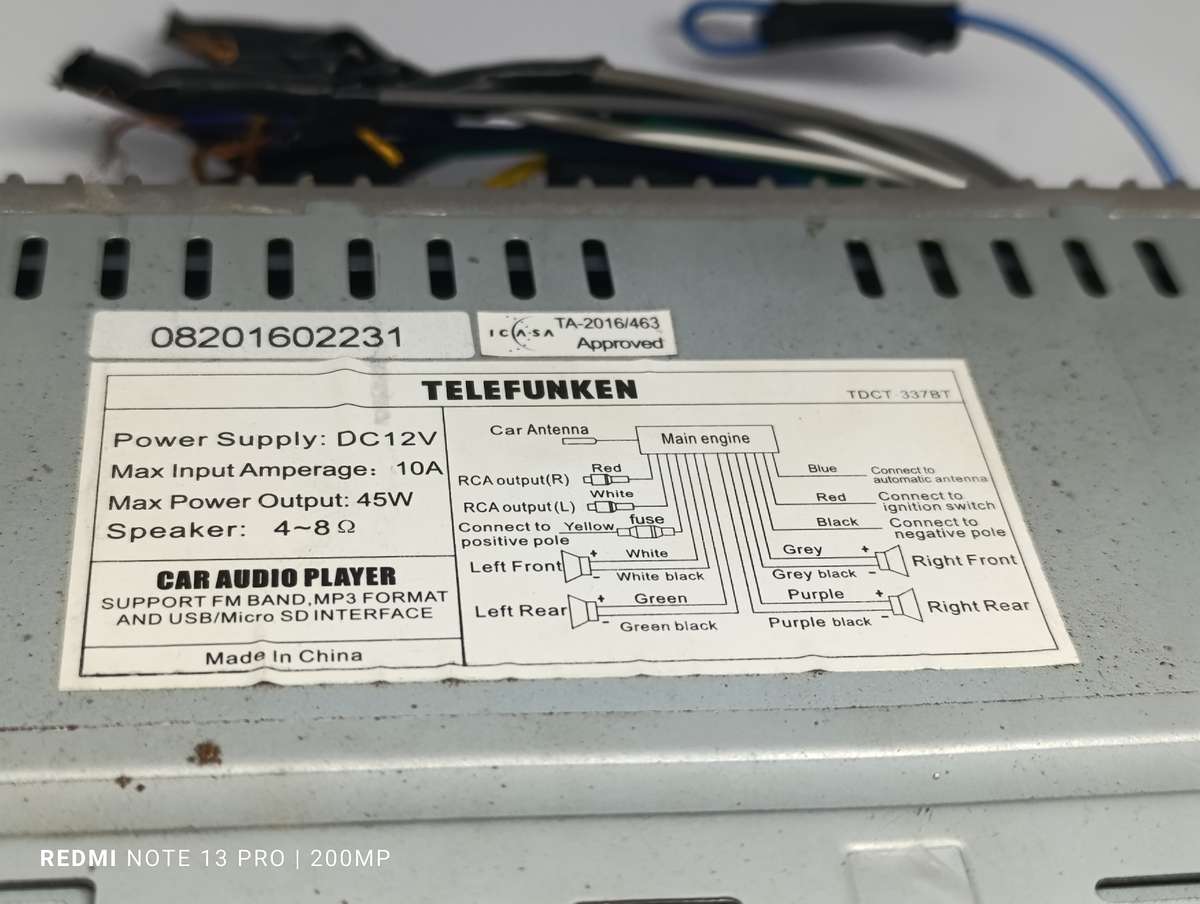 08201602231
ICASA TA-2016/463
Approved
TELEFUNKEN
TDCT-337BT
Power Supply: DC12V
Max Input Amperage: 10A
Max Power Output: 45W
Speaker: 4~8Ω
CAR AUDIO PLAYER
SUPPORT FM BAND,MP3 FORMAT
AND USB/Micro SD INTERFACE
Made In China
Car Antenna
Main engine
RCA output(R)
Red
RCA output(L)
White
Connect to
positive pole
Yellow
fuse
Left Front
+
White
-
White black
Left Rear
+
Green
-
Green black
Blue
Connect to
automatic antenna
Red
Connect to
ignition switch
Black
Connect to
negative pole
Grey
+
Grey black
-
Right Front
Purple
+
Purple black
-
Right Rear
REDMI NOTE 13 PRO | 200MP